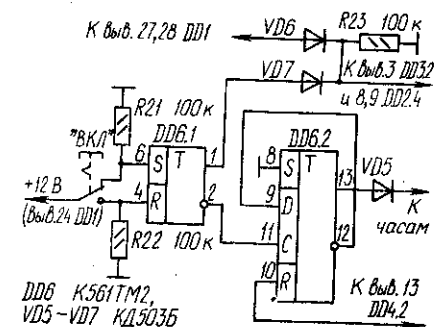 К выв. 27,28 DD1
VD6
R23 100 к
VD7
К выв.3 DD3.2
и 8,9 DD2.4
R21 100 к
DD6.1
"ВКЛ"
6 S T 1
4 R 2
+12 В
(выв.24 DD1)
R22 100 к
DD6.2
8 S T
9 D 13
11 C 12
10 R
VD5
К
часам
К выв. 13
DD4.2
DD6 К561ТМ2,
VD5-VD7 КД503Б